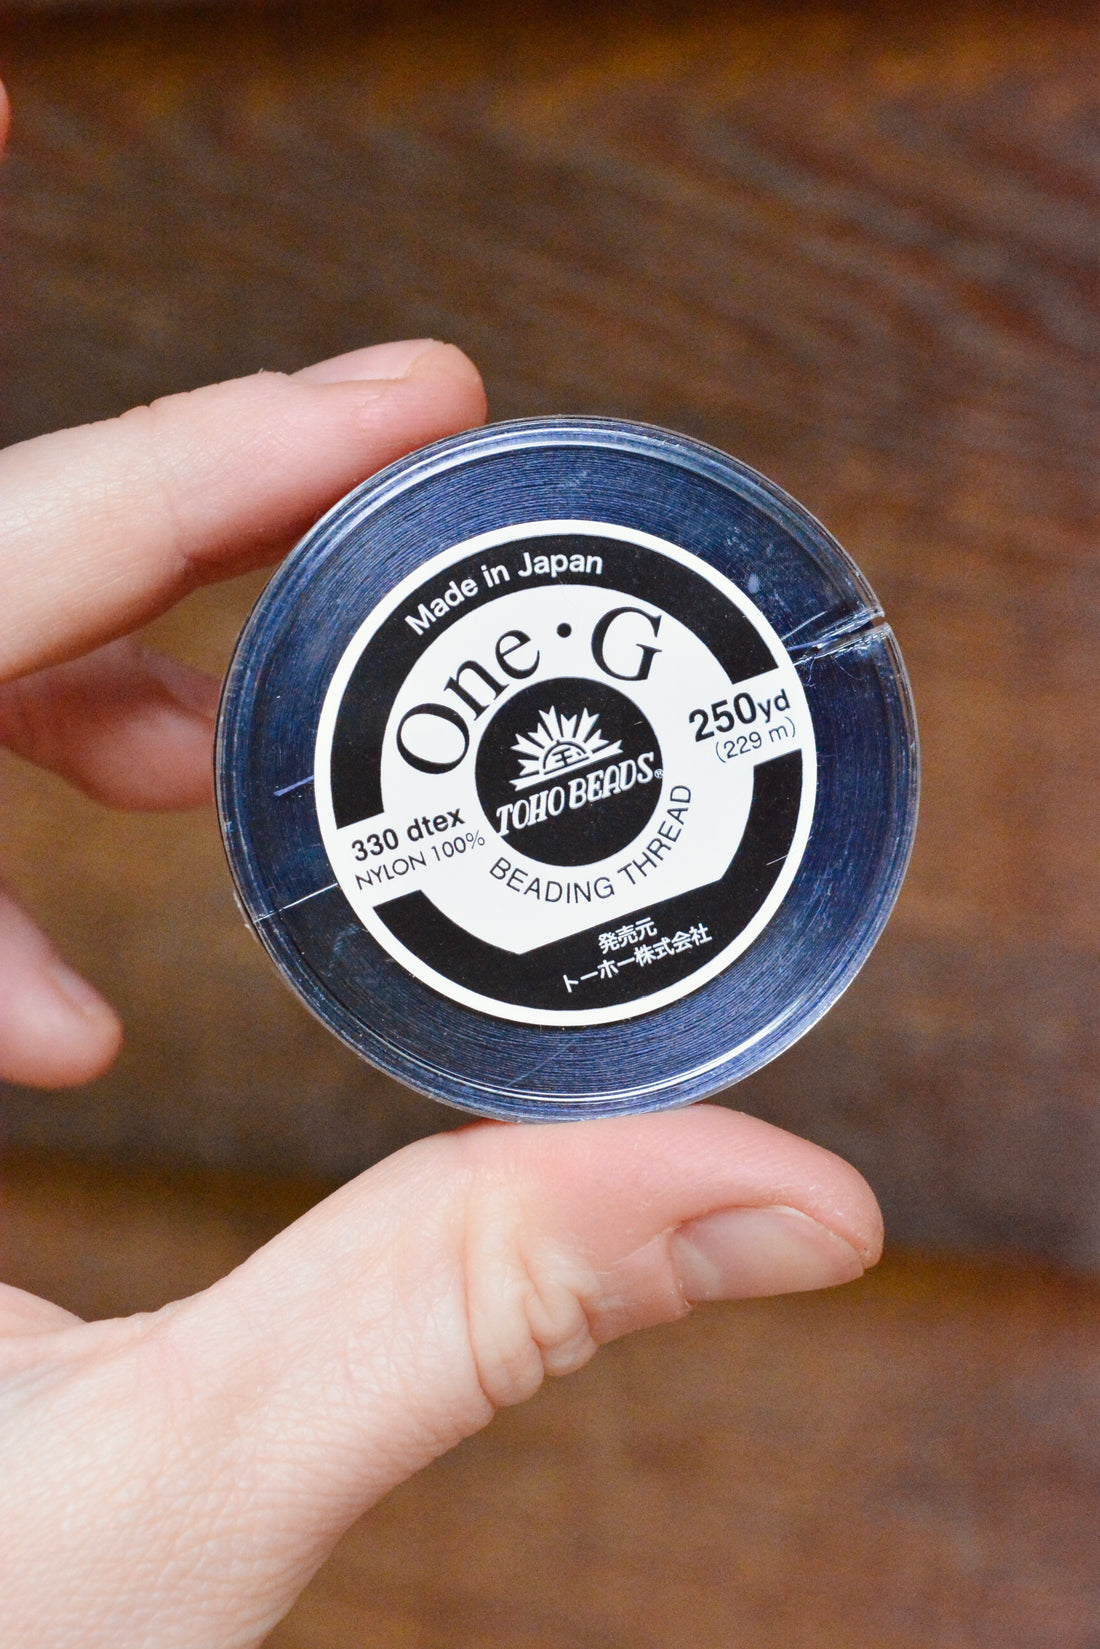 Made in Japan
One·G
250yd
(229 m)
玉
TOHO BEADS®
330 dtex
NYLON 100%
BEADING THREAD
発売元
トーホー株式会社